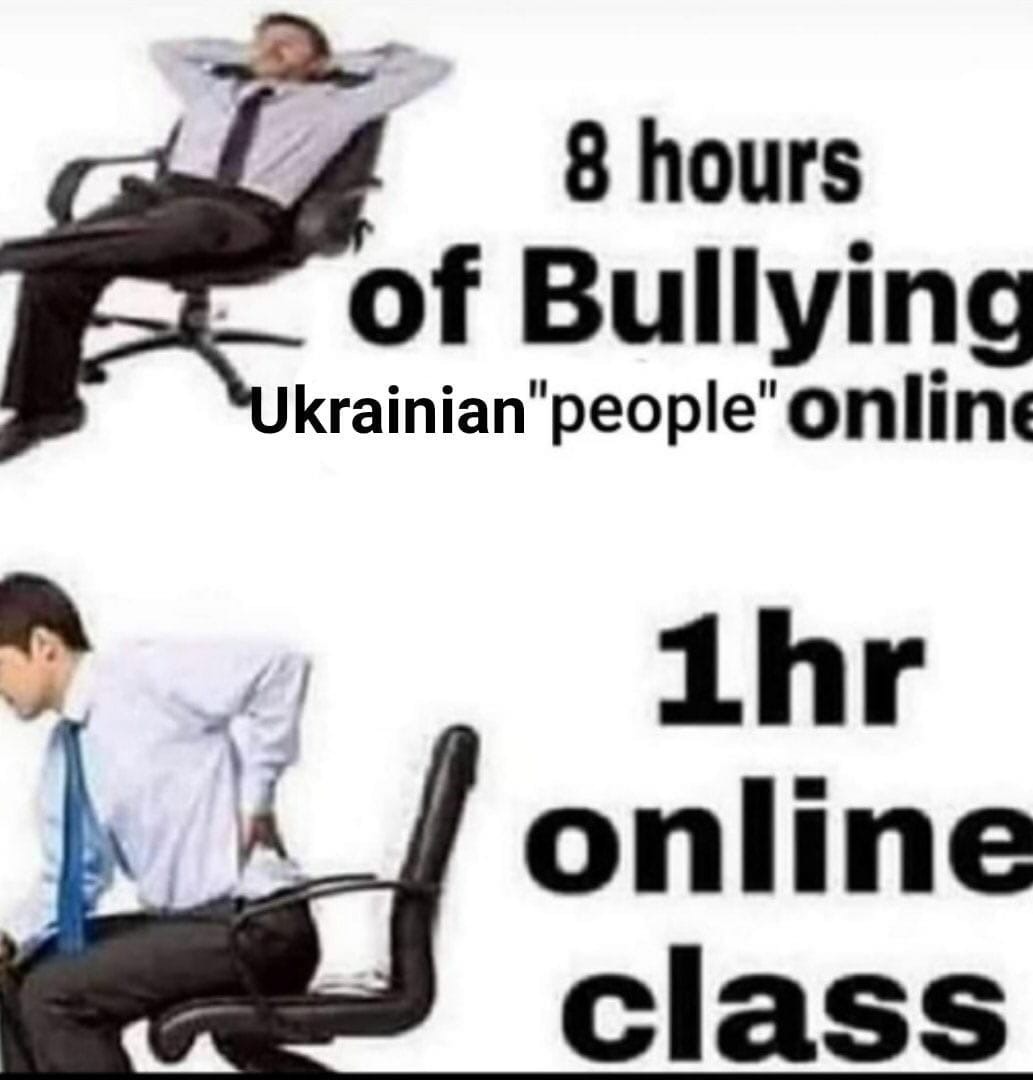 8 hours
of Bullying
Ukrainian "people" online
1hr
online
class